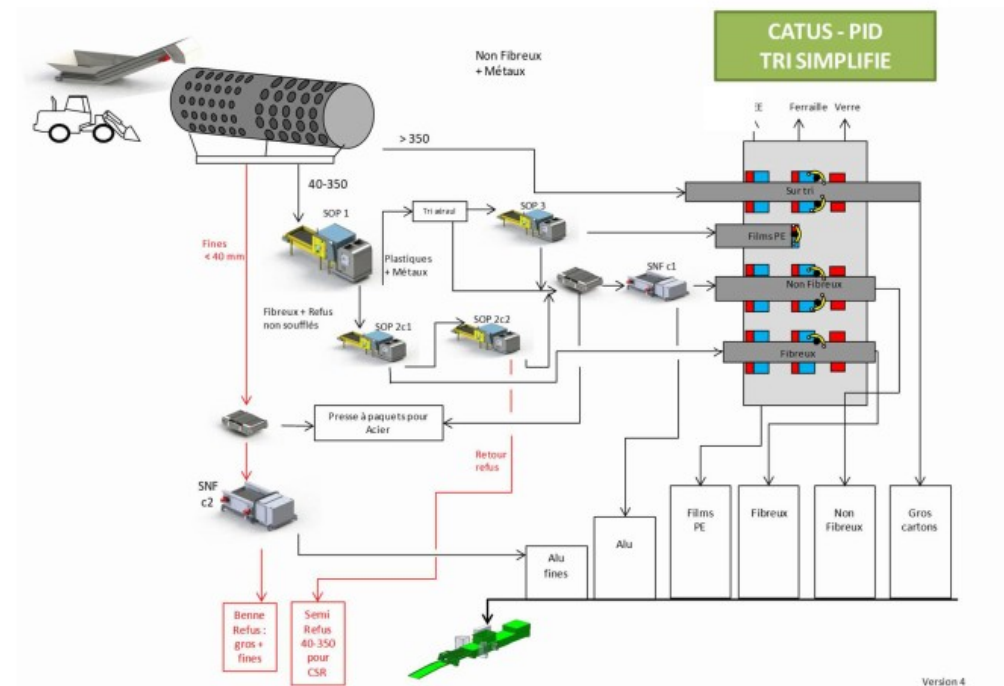 CATUS - PID
TRI SIMPLIFIE
Non Fibreux
+ Métaux
Ferraille
Verre
> 350
40-350
SOP 1
Tri aéraul
SOP 3
Sur tri
Films PE
Fines
< 40 mm
Plastiques
+ Métaux
SNF c1
Non Fibreux
Fibreux + Refus
non soufflés
SOP 2c1
SOP 2c2
Fibreux
Presse à paquets pour
Acier
Retour
refus
SNF
c2
Films
PE
Fibreux
Non
Fibreux
Gros
cartons
Alu
Alu
fines
Benne
Refus :
gros +
fines
Semi
Refus
40-350
pour
CSR
Version 4